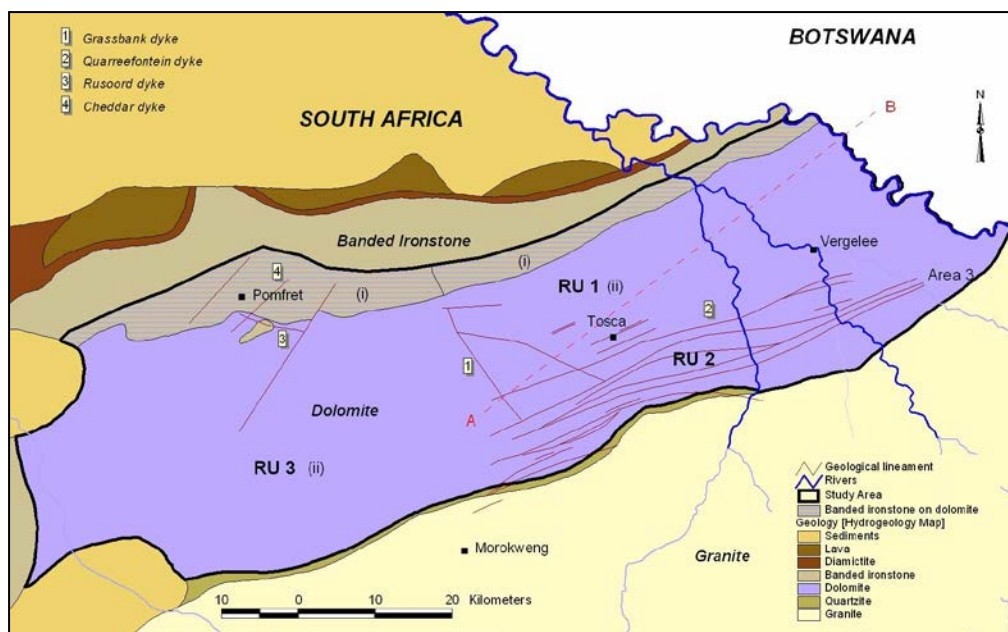 1 Grassbank dyke
2 Quarreefontein dyke
3 Rusoord dyke
4 Cheddar dyke
BOTSWANA
SOUTH AFRICA
B
N
Banded Ironstone
Vergelee
(i)
4
Pomfret
(i)
RU 1 (ii)
Area 3
2
Tosca
3
1
RU 2
Dolomite
A
RU 3 (ii)
Morokweng
Granite
10 0 10 20 Kilometers
Geological lineament
Rivers
Study Area
Banded ironstone on dolomite
Geology [Hydrogeology Map]
Sediments
Lava
Diamictite
Banded ironstone
Dolomite
Quartzite
Granite